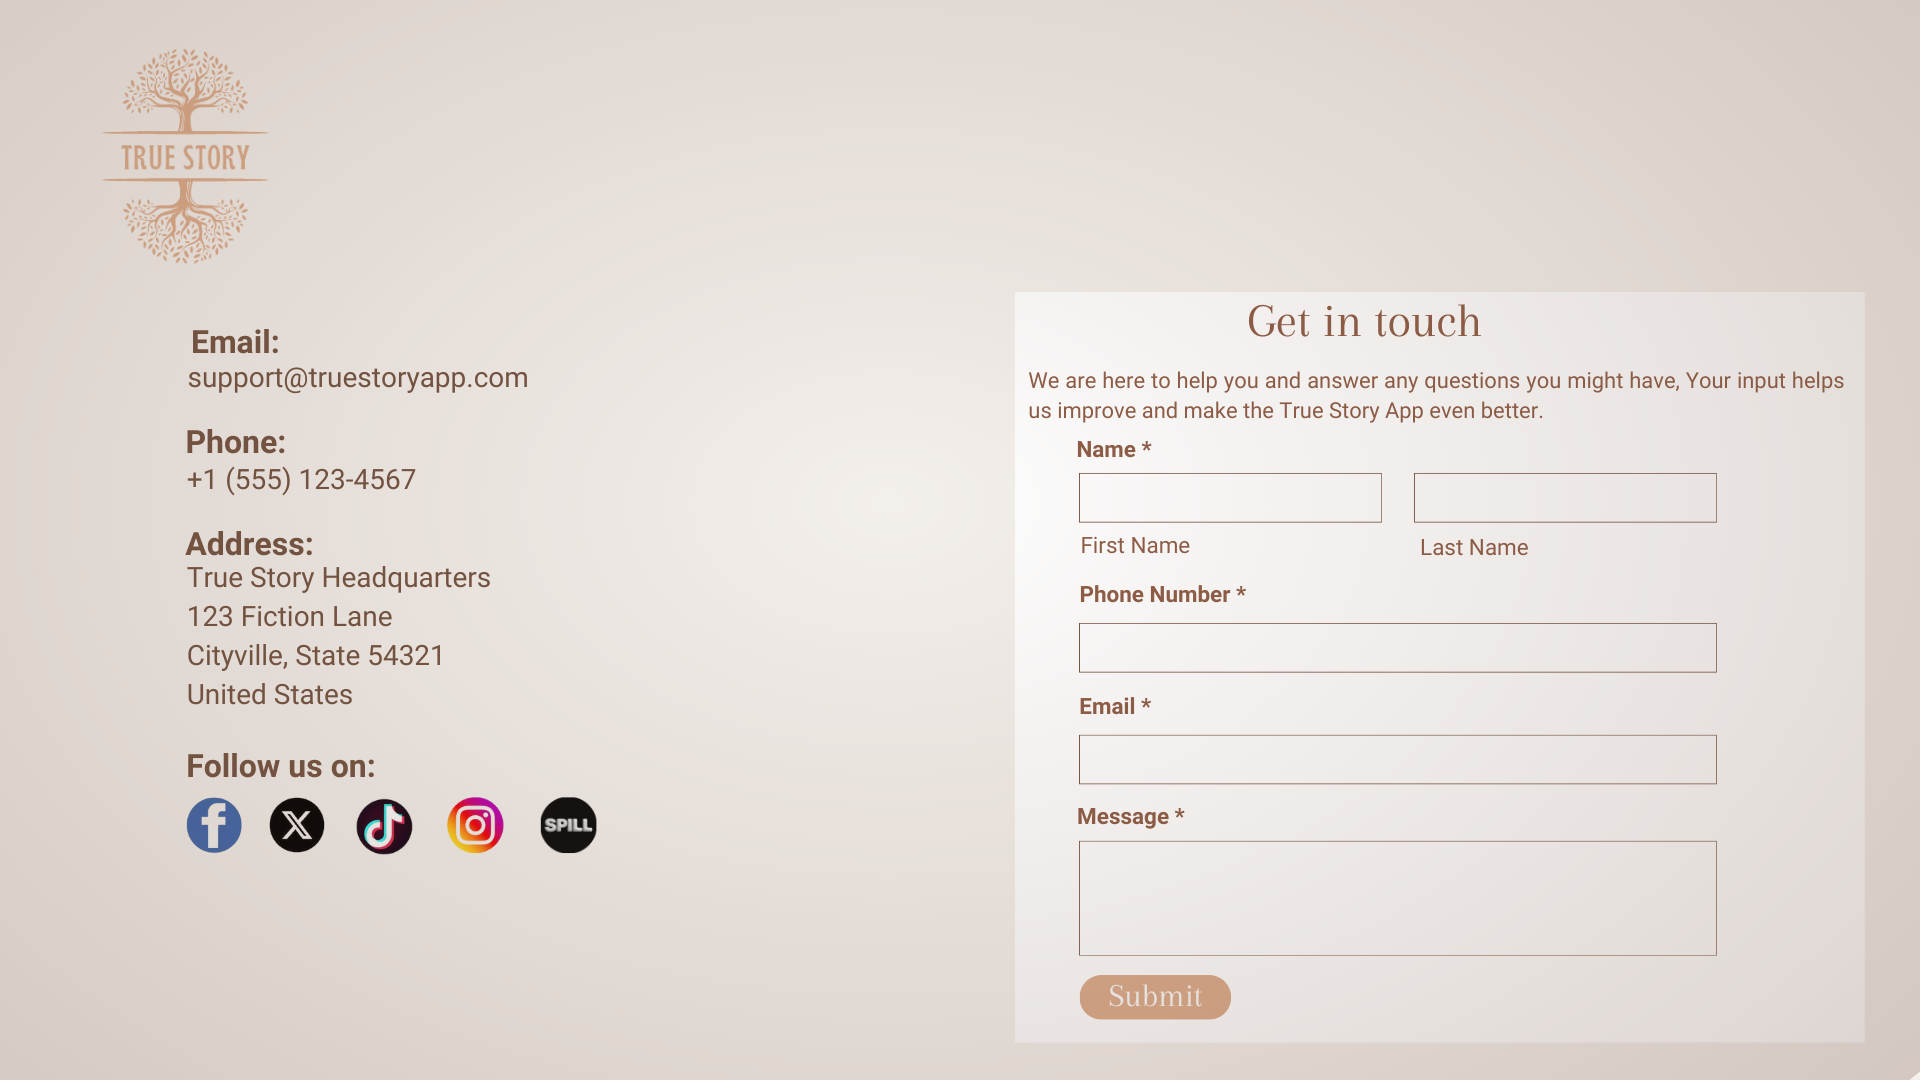 TRUE STORY
Email:
support@truestoryapp.com
Phone:
+1 (555) 123-4567
Address:
True Story Headquarters
123 Fiction Lane
Cityville, State 54321
United States
Follow us on:
SPILL
Get in touch
We are here to help you and answer any questions you might have, Your input helps
us improve and make the True Story App even better.
Name *
First Name
Last Name
Phone Number *
Email *
Message *
Submit